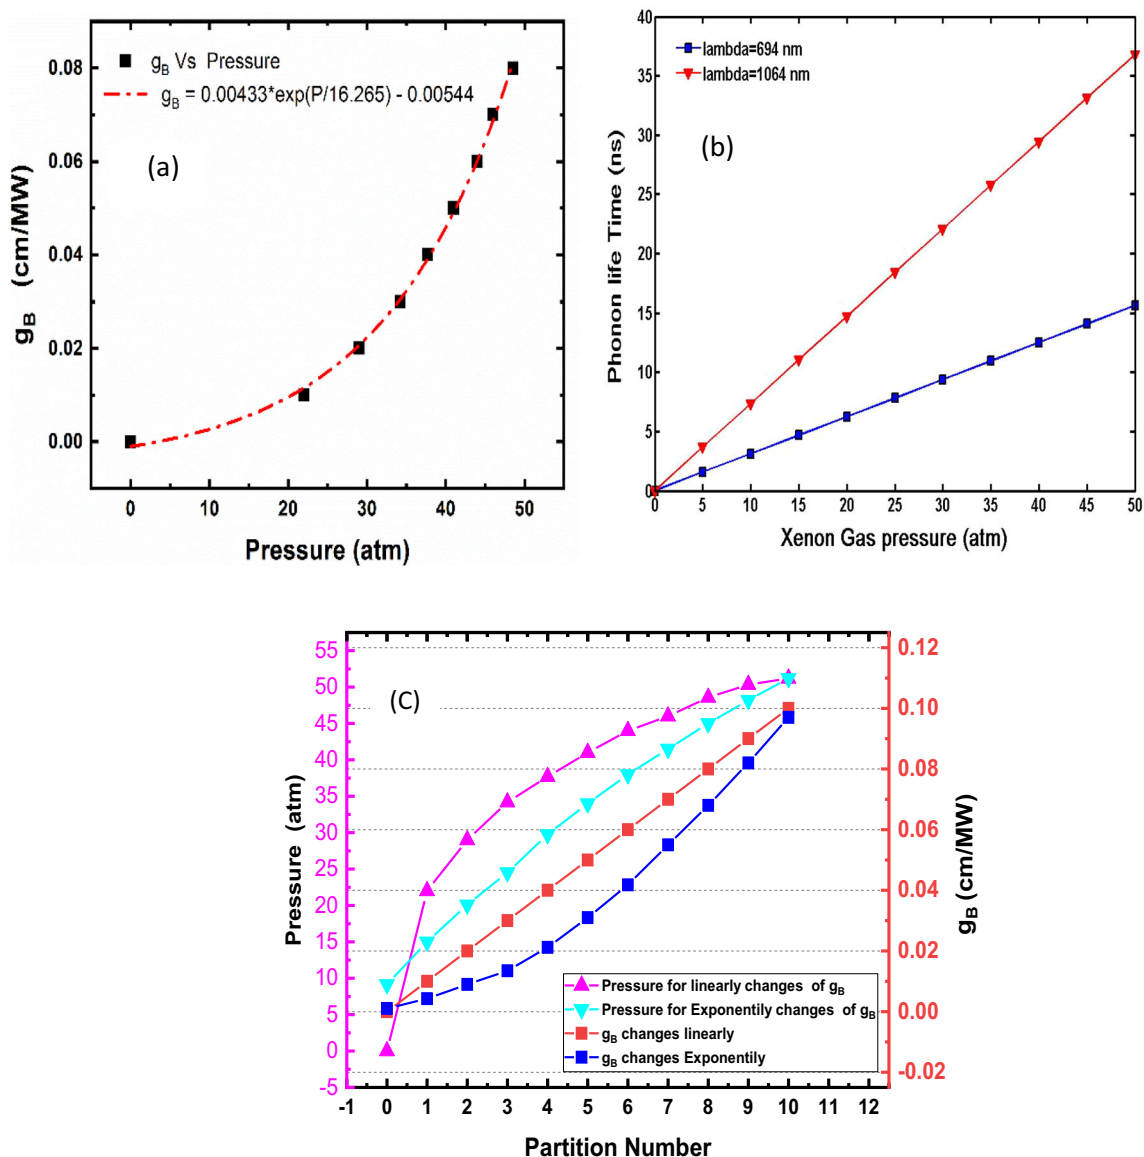 g_B Vs Pressure
g_B = 0.00433*exp(P/16.265) - 0.00544
(a)
0.08
0.06
0.04
0.02
0.00
g_B (cm/MW)
0 10 20 30 40 50
Pressure (atm)
lambda=694 nm
lambda=1064 nm
(b)
40
35
30
25
20
15
10
5
0
Phonon life Time (ns)
0 5 10 15 20 25 30 35 40 45 50
Xenon Gas pressure (atm)
(C)
55
50
45
40
35
30
25
20
15
10
5
0
-5
Pressure (atm)
0.12
0.10
0.08
0.06
0.04
0.02
0.00
-0.02
g_B (cm/MW)
Pressure for linearly changes of g_B
Pressure for Exponentily changes of g_B
g_B changes linearly
g_B changes Exponentily
-1 0 1 2 3 4 5 6 7 8 9 10 11 12
Partition Number